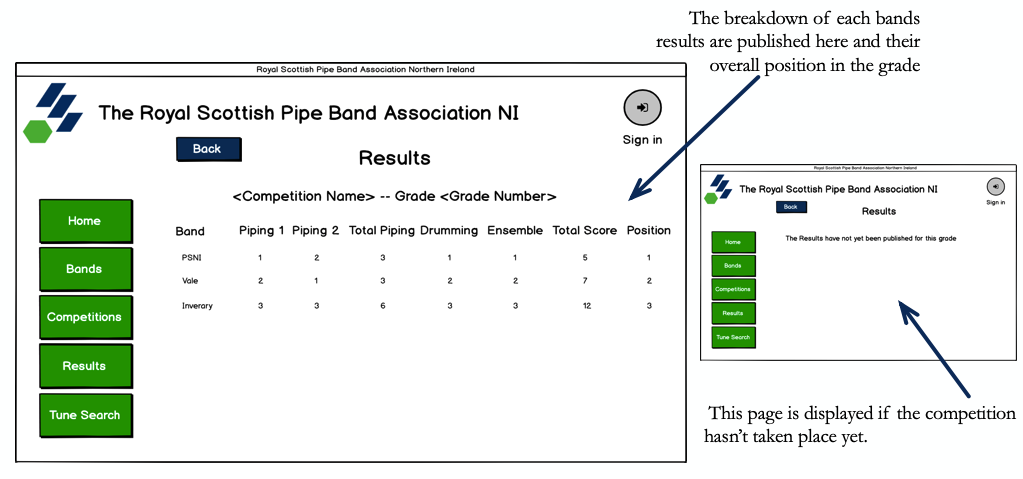 The breakdown of each bands
results are published here and their
overall position in the grade
Royal Scottish Pipe Band Association Northern Ireland
The Royal Scottish Pipe Band Association NI
Sign in
Back
Results
<Competition Name> -- Grade <Grade Number>
Home
Bands
Competitions
Results
Tune Search
Band Piping 1 Piping 2 Total Piping Drumming Ensemble Total Score Position
PSNI 1 2 3 1 1 5 1
Vale 2 1 3 2 2 7 2
Inverary 3 3 6 3 3 12 3
Royal Scottish Pipe Band Association Northern Ireland
The Royal Scottish Pipe Band Association NI
Sign in
Back
Results
The Results have not yet been published for this grade
Home
Bands
Competitions
Results
Tune Search
This page is displayed if the competition
hasn't taken place yet.